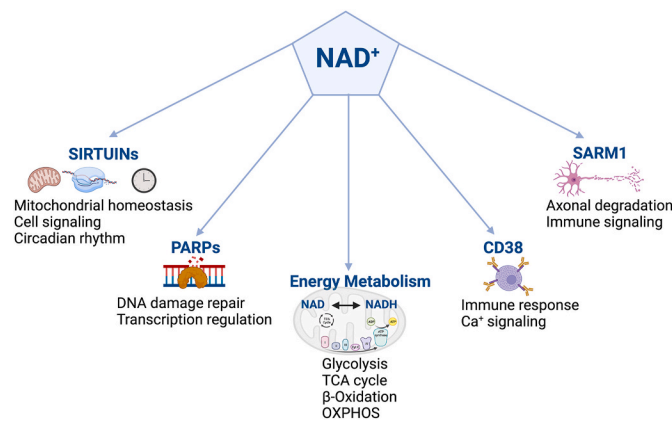 NAD⁺
SIRTUINs
Mitochondrial homeostasis
Cell signaling
Circadian rhythm
PARPs
DNA damage repair
Transcription regulation
Energy Metabolism
NAD
NADH
Glycolysis
TCA cycle
β-Oxidation
OXPHOS
CD38
Immune response
Ca⁺ signaling
SARM1
Axonal degradation
Immune signaling